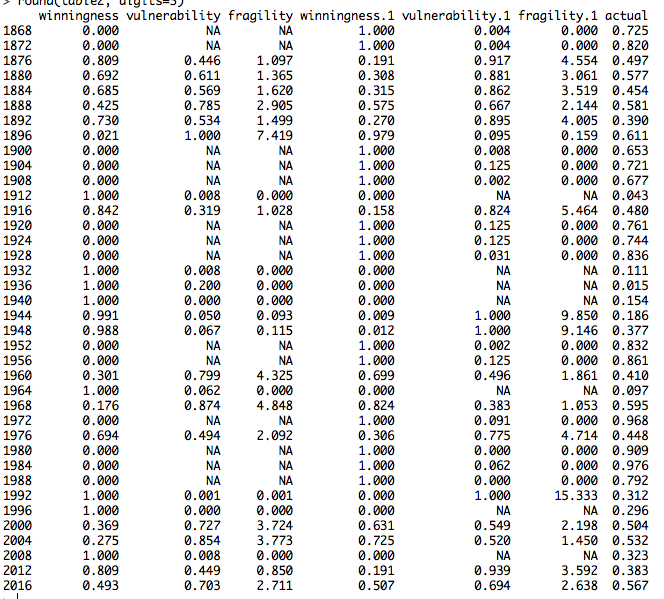 > round(table2, digits=3)
winningness vulnerability fragility winningness.1 vulnerability.1 fragility.1 actual
1868 0.000 NA NA 1.000 0.004 0.000 0.725
1872 0.000 NA NA 1.000 0.004 0.000 0.820
1876 0.809 0.446 1.097 0.191 0.917 4.554 0.497
1880 0.692 0.611 1.365 0.308 0.881 3.061 0.577
1884 0.685 0.569 1.620 0.315 0.862 3.519 0.454
1888 0.425 0.785 2.905 0.575 0.667 2.144 0.581
1892 0.730 0.534 1.499 0.270 0.895 4.005 0.390
1896 0.021 1.000 7.419 0.979 0.095 0.159 0.611
1900 0.000 NA NA 1.000 0.008 0.000 0.653
1904 0.000 NA NA 1.000 0.125 0.000 0.721
1908 0.000 NA NA 1.000 0.002 0.000 0.677
1912 1.000 0.008 0.000 0.000 NA NA 0.043
1916 0.842 0.319 1.028 0.158 0.824 5.464 0.480
1920 0.000 NA NA 1.000 0.125 0.000 0.761
1924 0.000 NA NA 1.000 0.125 0.000 0.744
1928 0.000 NA NA 1.000 0.031 0.000 0.836
1932 1.000 0.008 0.000 0.000 NA NA 0.111
1936 1.000 0.200 0.000 0.000 NA NA 0.015
1940 1.000 0.000 0.000 0.000 NA NA 0.154
1944 0.991 0.050 0.093 0.009 1.000 9.850 0.186
1948 0.988 0.067 0.115 0.012 1.000 9.146 0.377
1952 0.000 NA NA 1.000 0.002 0.000 0.832
1956 0.000 NA NA 1.000 0.125 0.000 0.861
1960 0.301 0.799 4.325 0.699 0.496 1.861 0.410
1964 1.000 0.062 0.000 0.000 NA NA 0.097
1968 0.176 0.874 4.848 0.824 0.383 1.053 0.595
1972 0.000 NA NA 1.000 0.091 0.000 0.968
1976 0.694 0.494 2.092 0.306 0.775 4.714 0.448
1980 0.000 NA NA 1.000 0.000 0.000 0.909
1984 0.000 NA NA 1.000 0.062 0.000 0.976
1988 0.000 NA NA 1.000 0.000 0.000 0.792
1992 1.000 0.001 0.001 0.000 1.000 15.333 0.312
1996 1.000 0.000 0.000 0.000 NA NA 0.296
2000 0.369 0.727 3.724 0.631 0.549 2.198 0.504
2004 0.275 0.854 3.773 0.725 0.520 1.450 0.532
2008 1.000 0.008 0.000 0.000 NA NA 0.323
2012 0.809 0.449 0.850 0.191 0.939 3.592 0.383
2016 0.493 0.703 2.711 0.507 0.694 2.638 0.567